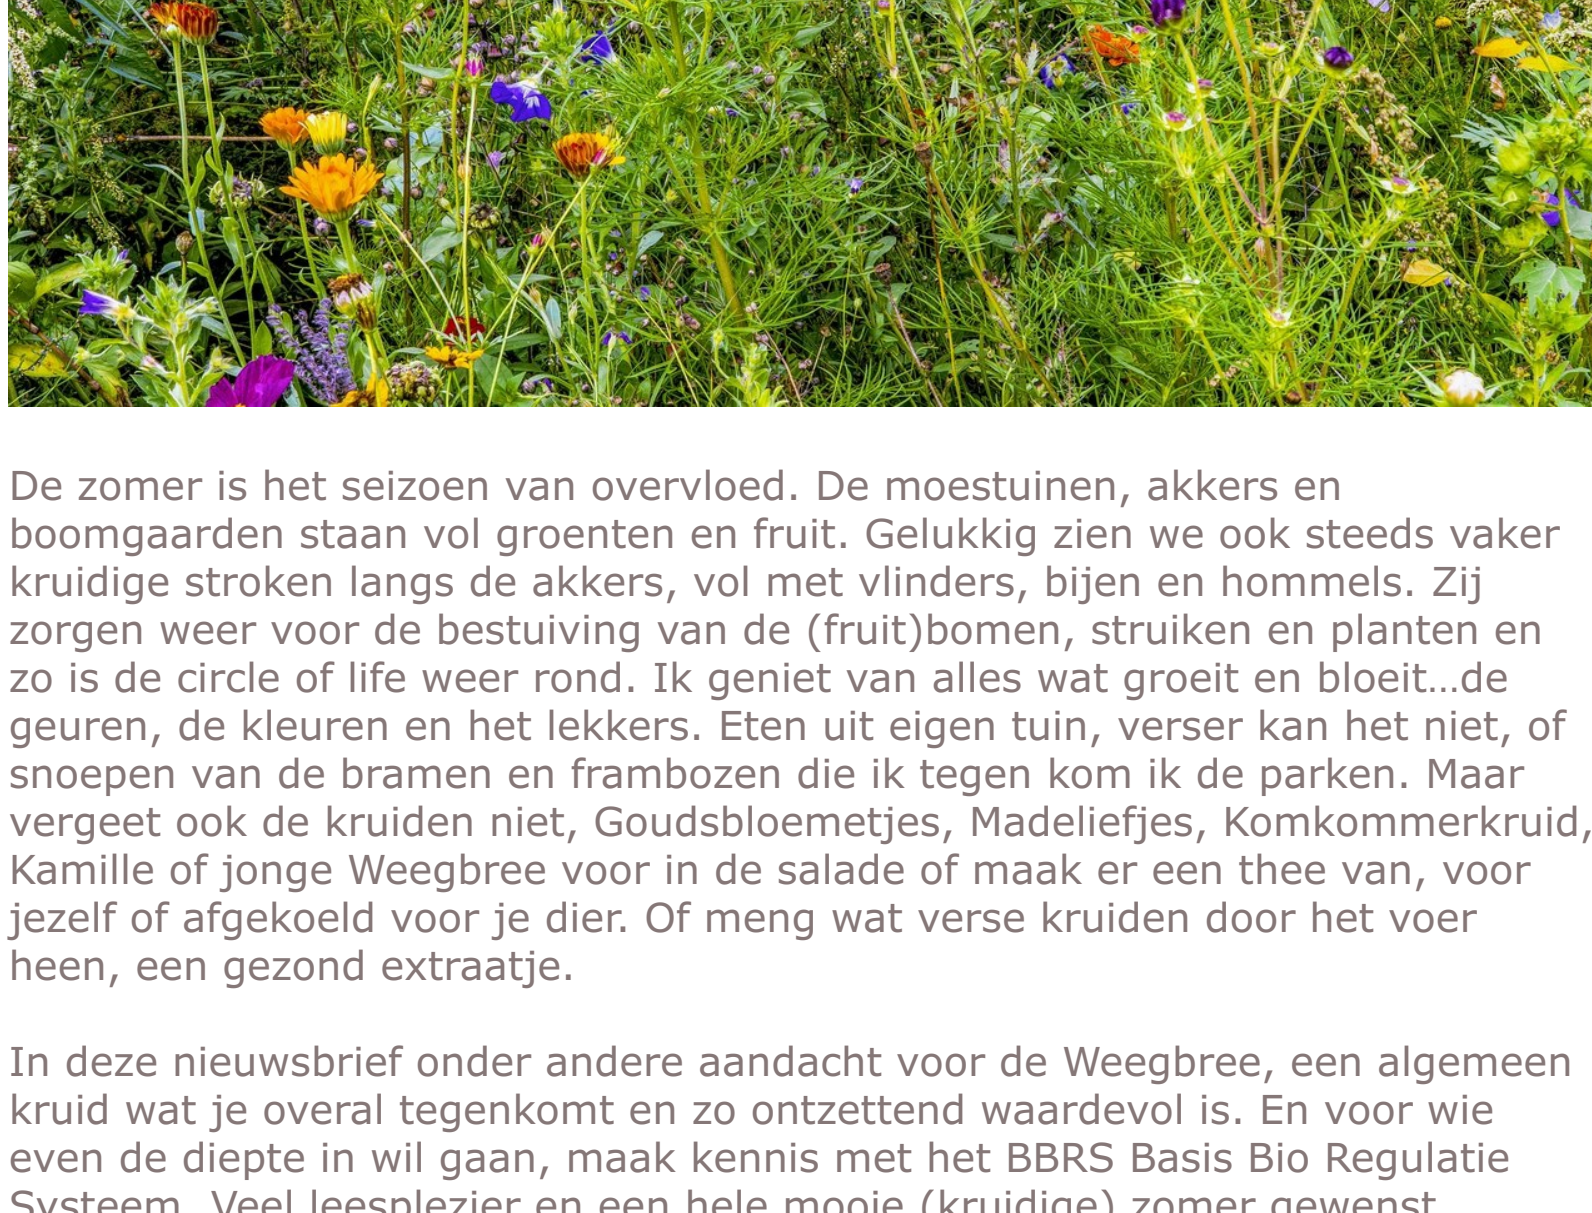 De zomer is het seizoen van overvloed. De moestuinen, akkers en
boomgaarden staan vol groenten en fruit. Gelukkig zien we ook steeds vaker
kruidige stroken langs de akkers, vol met vlinders, bijen en hommels. Zij
zorgen weer voor de bestuiving van de (fruit)bomen, struiken en planten en
zo is de circle of life weer rond. Ik geniet van alles wat groeit en bloeit...de
geuren, de kleuren en het lekkers. Eten uit eigen tuin, verser kan het niet, of
snoepen van de bramen en frambozen die ik tegen kom ik de parken. Maar
vergeet ook de kruiden niet, Goudsbloemetjes, Madeliefjes, Komkommerkruid,
Kamille of jonge Weegbree voor in de salade of maak er een thee van, voor
jezelf of afgekoeld voor je dier. Of meng wat verse kruiden door het voer
heen, een gezond extraatje.
In deze nieuwsbrief onder andere aandacht voor de Weegbree, een algemeen
kruid wat je overal tegenkomt en zo ontzettend waardevol is. En voor wie
even de diepte in wil gaan, maak kennis met het BBRS Basis Bio Regulatie
Systeem. Veel leesplezier en een hele mooie (kruidige) zomer gewenst